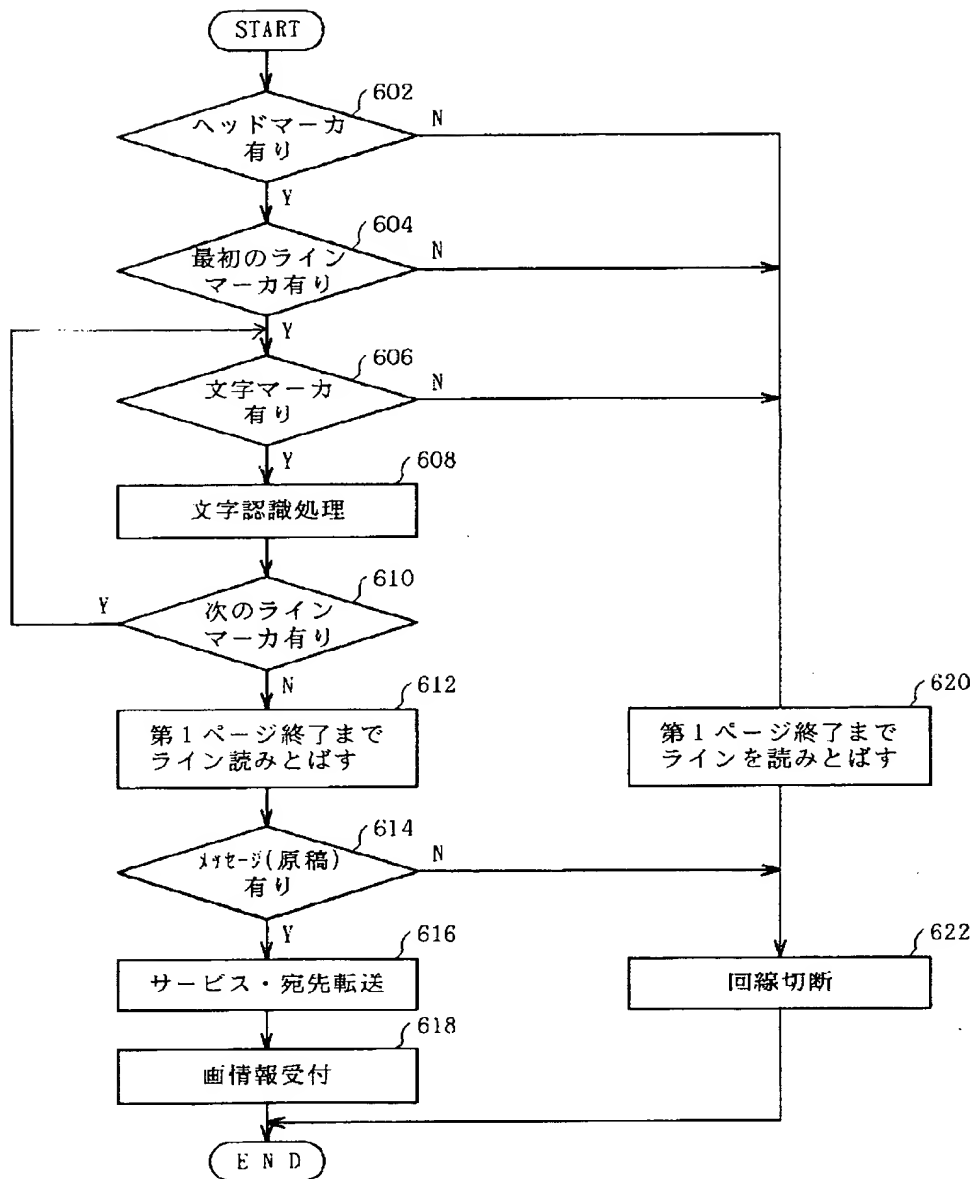 START
602
ヘッドマーカ
有り
N
Y
604
最初のライン
マーカ有り
N
Y
606
文字マーカ
有り
N
Y
608
文字認識処理
610
次のライン
マーカ有り
Y
N
612
第1ページ終了まで
ライン読みとばす
620
第1ページ終了まで
ラインを読みとばす
614
メッセージ(原稿)
有り
N
Y
616
サービス・宛先転送
622
回線切断
618
画情報受付
END